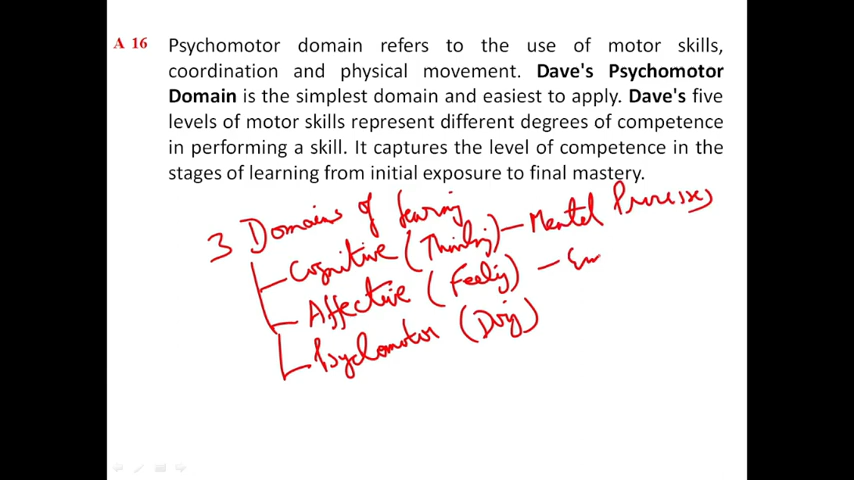 A 16 Psychomotor domain refers to the use of motor skills,
coordination and physical movement. Dave's Psychomotor
Domain is the simplest domain and easiest to apply. Dave's five
levels of motor skills represent different degrees of competence
in performing a skill. It captures the level of competence in the
stages of learning from initial exposure to final mastery.
3 Domains of learning
Cognitive (Thinking) - Mental Processes
Affective (Feeling) - Em
Psychomotor (Doing)